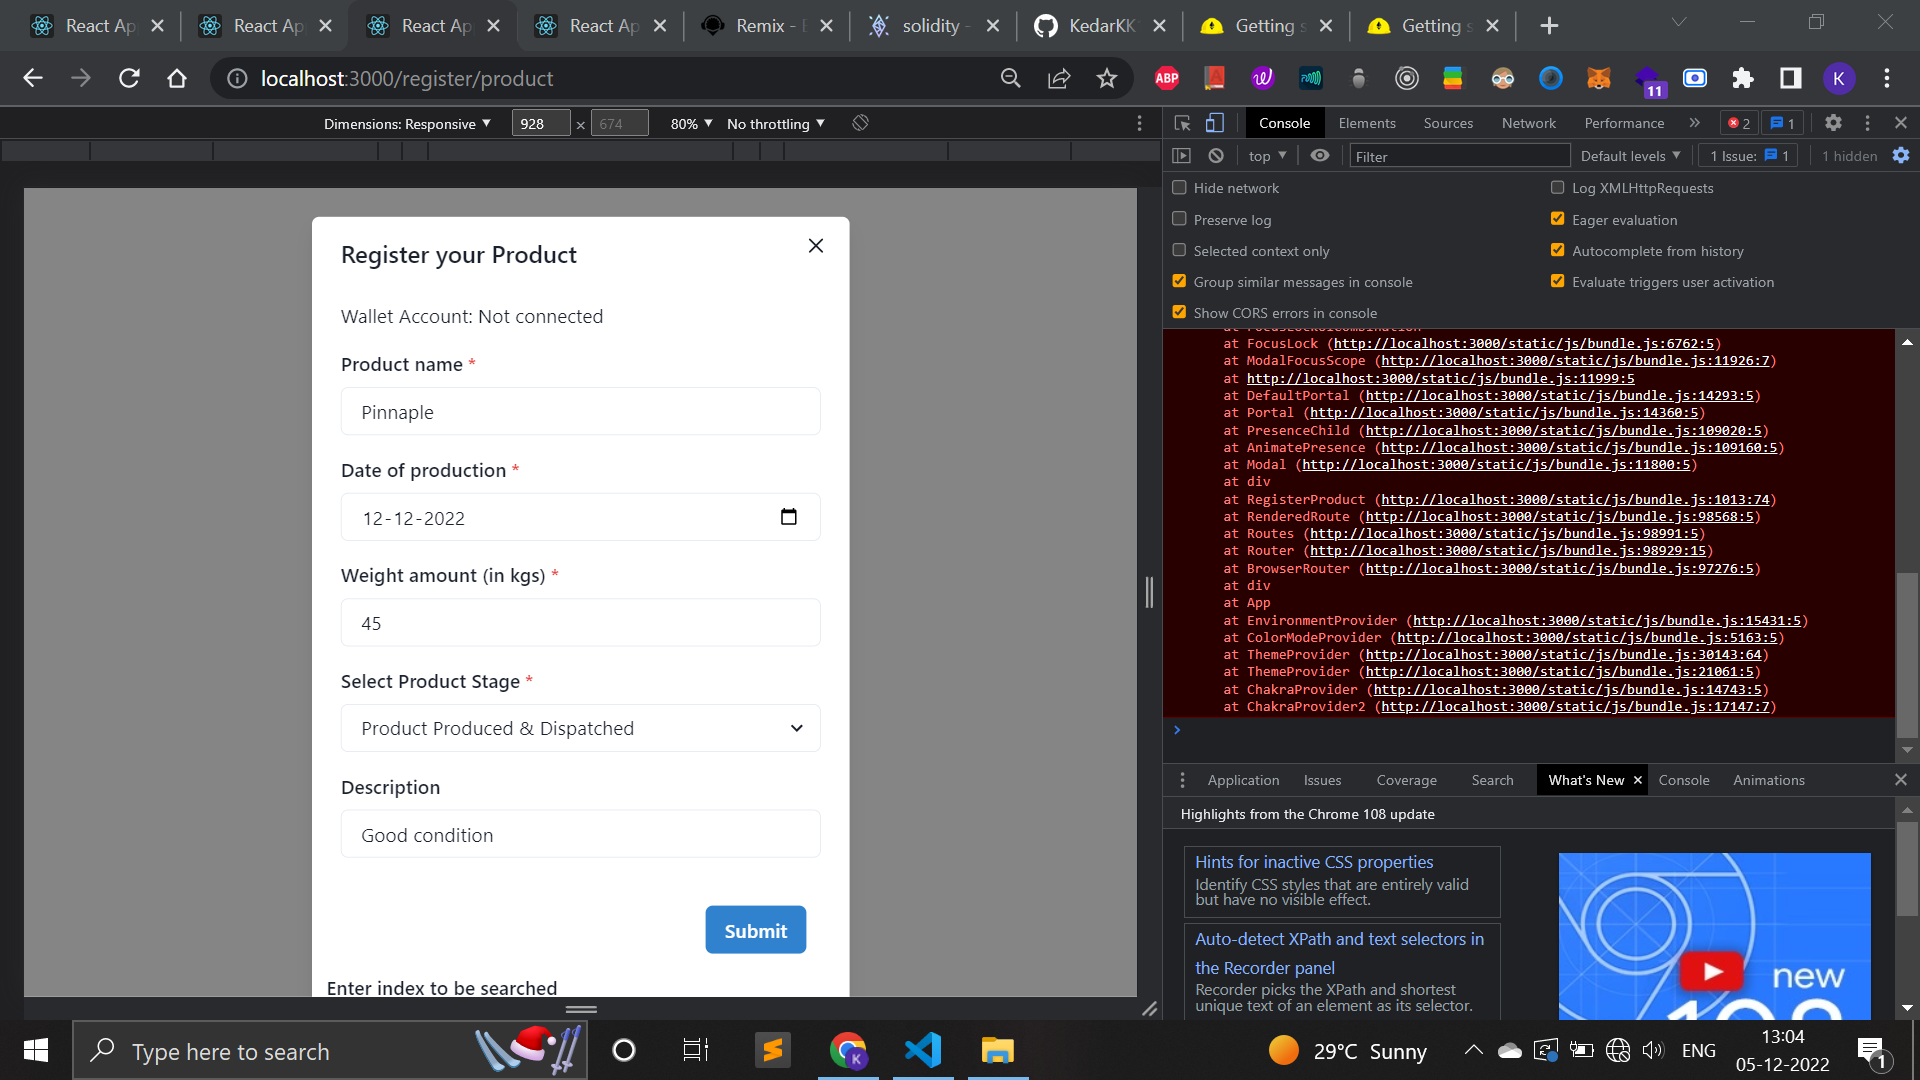 React Ap
React Ap
React Ap
React Ap
Remix - E
solidity -
KedarKK
Getting s
Getting s
localhost:3000/register/product
ABP
11
K
Dimensions: Responsive
928
×
674
80%
No throttling
Console
Elements
Sources
Network
Performance
2
1
top
Filter
Default levels
1 Issue: 1
1 hidden
Hide network
Log XMLHttpRequests
Preserve log
Eager evaluation
Selected context only
Autocomplete from history
Group similar messages in console
Evaluate triggers user activation
Show CORS errors in console
at FocusLock (http://localhost:3000/static/js/bundle.js:6762:5)
at ModalFocusScope (http://localhost:3000/static/js/bundle.js:11926:7)
at http://localhost:3000/static/js/bundle.js:11999:5
at DefaultPortal (http://localhost:3000/static/js/bundle.js:14293:5)
at Portal (http://localhost:3000/static/js/bundle.js:14360:5)
at PresenceChild (http://localhost:3000/static/js/bundle.js:109020:5)
at AnimatePresence (http://localhost:3000/static/js/bundle.js:109160:5)
at Modal (http://localhost:3000/static/js/bundle.js:11800:5)
at div
at RegisterProduct (http://localhost:3000/static/js/bundle.js:1013:74)
at RenderedRoute (http://localhost:3000/static/js/bundle.js:98568:5)
at Routes (http://localhost:3000/static/js/bundle.js:98991:5)
at Router (http://localhost:3000/static/js/bundle.js:98929:15)
at BrowserRouter (http://localhost:3000/static/js/bundle.js:97276:5)
at div
at App
at EnvironmentProvider (http://localhost:3000/static/js/bundle.js:15431:5)
at ColorModeProvider (http://localhost:3000/static/js/bundle.js:5163:5)
at ThemeProvider (http://localhost:3000/static/js/bundle.js:30143:64)
at ThemeProvider (http://localhost:3000/static/js/bundle.js:21061:5)
at ChakraProvider (http://localhost:3000/static/js/bundle.js:14743:5)
at ChakraProvider2 (http://localhost:3000/static/js/bundle.js:17147:7)
Application
Issues
Coverage
Search
What's New
Console
Animations
Highlights from the Chrome 108 update
Hints for inactive CSS properties
Identify CSS styles that are entirely valid
but have no visible effect.
Auto-detect XPath and text selectors in
the Recorder panel
Recorder picks the XPath and shortest
unique text of an element as its selector.
new
108
Register your Product
Wallet Account: Not connected
Product name *
Pinnaple
Date of production *
12-12-2022
Weight amount (in kgs) *
45
Select Product Stage *
Product Produced & Dispatched
Description
Good condition
Submit
Enter index to be searched
Type here to search
29°C Sunny
ENG
13:04
05-12-2022
1